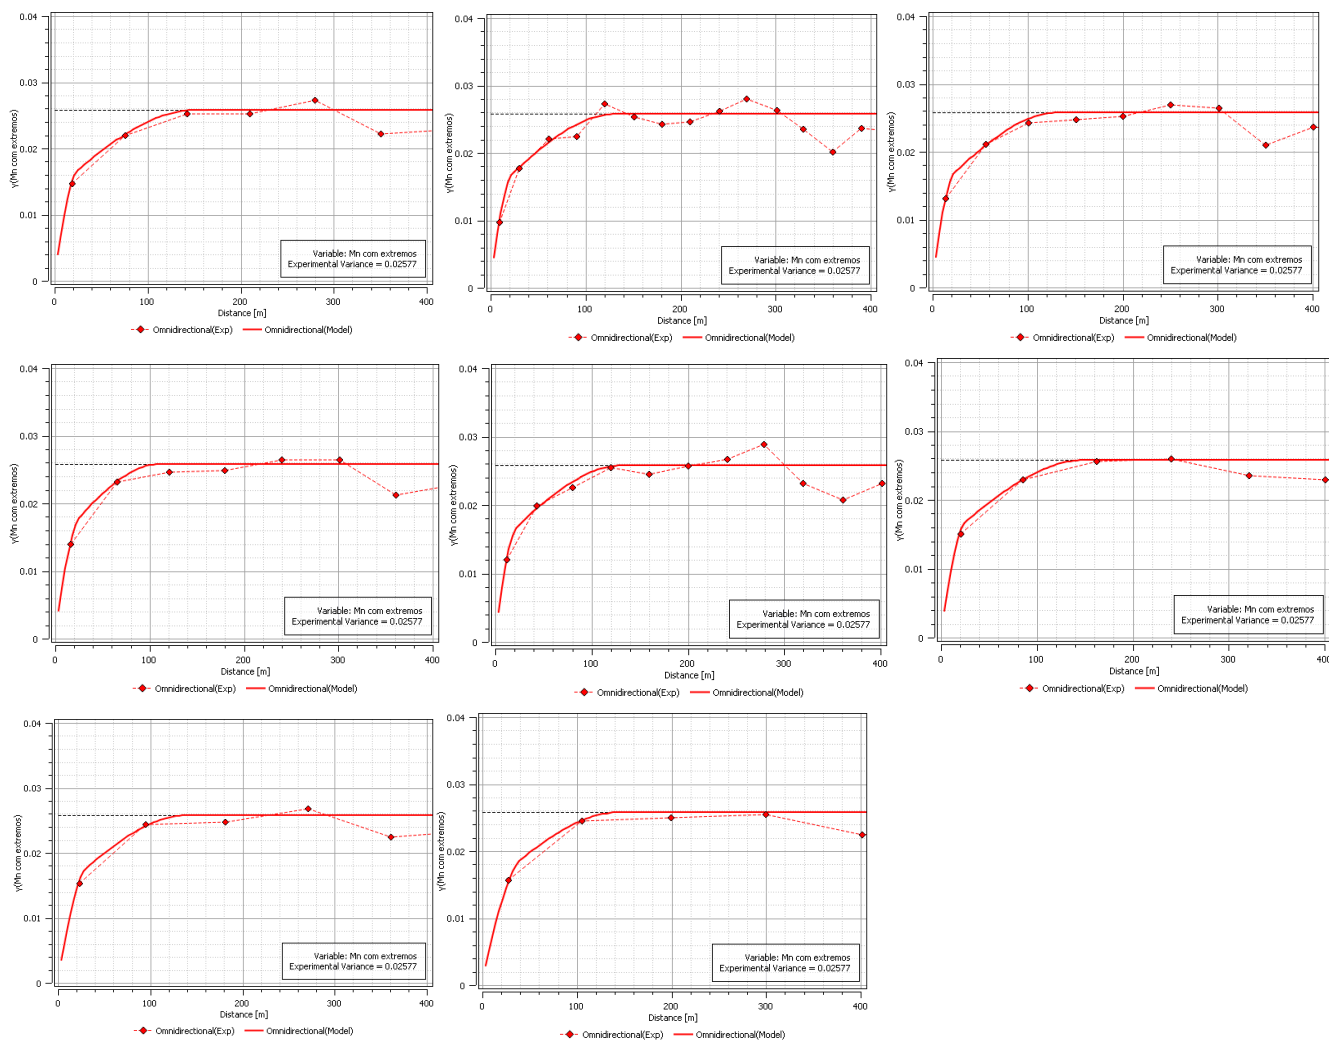 0.04
0.03
0.02
0.01
0
γ(Mn com extremos)
Variable: Mn com extremos
Experimental Variance = 0.02577
0 100 200 300 400
Distance [m]
Omnidirectional(Exp) Omnidirectional(Model)
0.04
0.03
0.02
0.01
0
γ(Mn com extremos)
Variable: Mn com extremos
Experimental Variance = 0.02577
0 100 200 300 400
Distance [m]
Omnidirectional(Exp) Omnidirectional(Model)
0.04
0.03
0.02
0.01
0
γ(Mn com extremos)
Variable: Mn com extremos
Experimental Variance = 0.02577
0 100 200 300 400
Distance [m]
Omnidirectional(Exp) Omnidirectional(Model)
0.04
0.03
0.02
0.01
0
γ(Mn com extremos)
Variable: Mn com extremos
Experimental Variance = 0.02577
0 100 200 300 400
Distance [m]
Omnidirectional(Exp) Omnidirectional(Model)
0.04
0.03
0.02
0.01
0
γ(Mn com extremos)
Variable: Mn com extremos
Experimental Variance = 0.02577
0 100 200 300 400
Distance [m]
Omnidirectional(Exp) Omnidirectional(Model)
0.04
0.03
0.02
0.01
0
γ(Mn com extremos)
Variable: Mn com extremos
Experimental Variance = 0.02577
0 100 200 300 400
Distance [m]
Omnidirectional(Exp) Omnidirectional(Model)
0.04
0.03
0.02
0.01
0
γ(Mn com extremos)
Variable: Mn com extremos
Experimental Variance = 0.02577
0 100 200 300 400
Distance [m]
Omnidirectional(Exp) Omnidirectional(Model)
0.04
0.03
0.02
0.01
0
γ(Mn com extremos)
Variable: Mn com extremos
Experimental Variance = 0.02577
0 100 200 300 400
Distance [m]
Omnidirectional(Exp) Omnidirectional(Model)